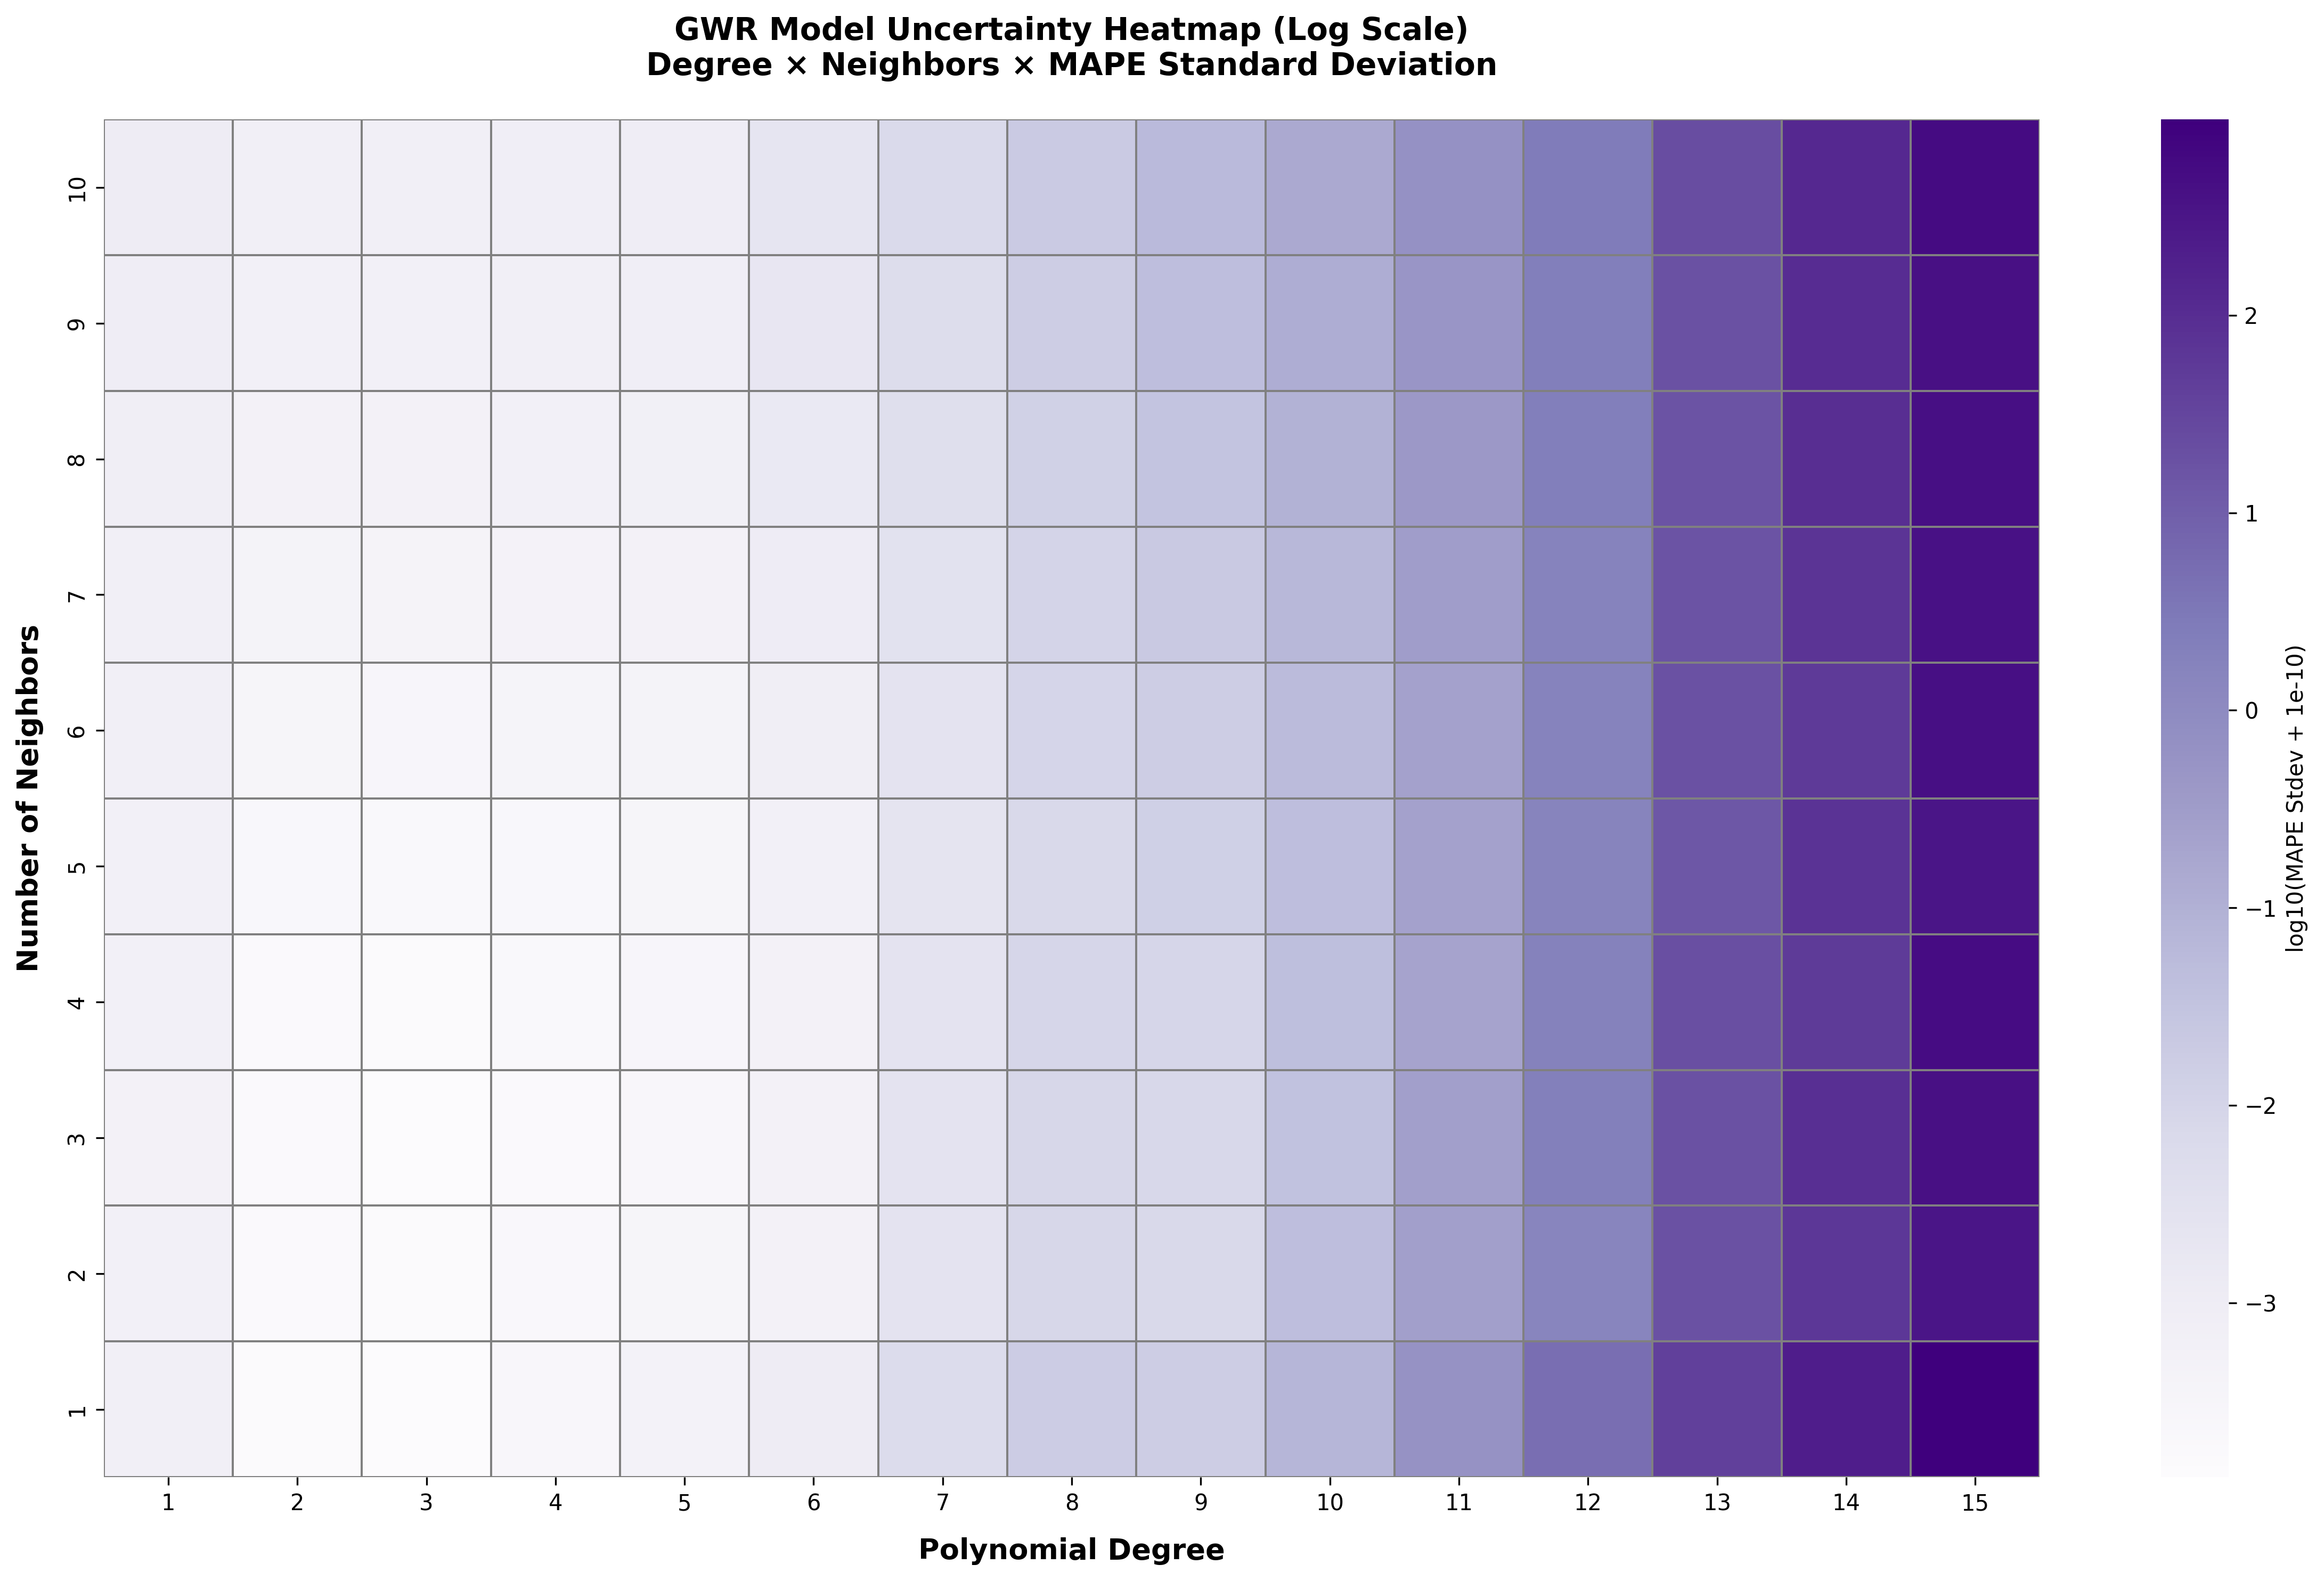 GWR Model Uncertainty Heatmap (Log Scale)
Degree × Neighbors × MAPE Standard Deviation
Number of Neighbors
10
9
8
7
6
5
4
3
2
1
1 2 3 4 5 6 7 8 9 10 11 12 13 14 15
Polynomial Degree
2
1
0
−1
−2
−3
log10(MAPE Stdev + 1e-10)